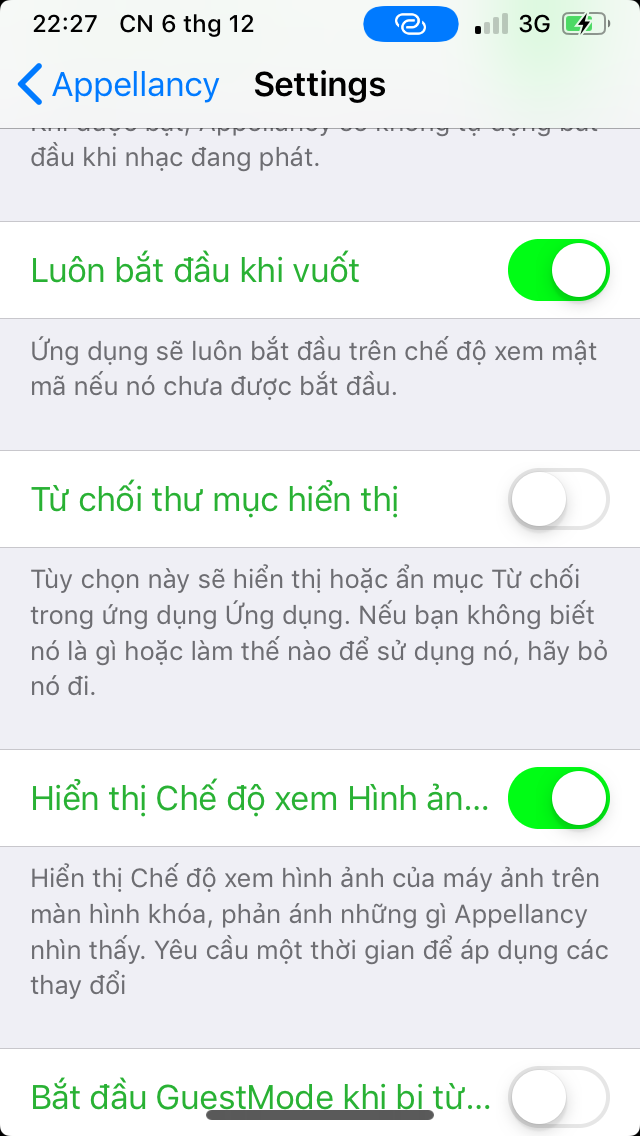 22:27 CN 6 thg 12 3G
Appellancy Settings
đầu khi nhạc đang phát.
Luôn bắt đầu khi vuốt
Ứng dụng sẽ luôn bắt đầu trên chế độ xem mật
mã nếu nó chưa được bắt đầu.
Từ chối thư mục hiển thị
Tùy chọn này sẽ hiển thị hoặc ẩn mục Từ chối
trong ứng dụng Ứng dụng. Nếu bạn không biết
nó là gì hoặc làm thế nào để sử dụng nó, hãy bỏ
nó đi.
Hiển thị Chế độ xem Hình ản...
Hiển thị Chế độ xem hình ảnh của máy ảnh trên
màn hình khóa, phản ánh những gì Appellancy
nhìn thấy. Yêu cầu một thời gian để áp dụng các
thay đổi
Bắt đầu GuestMode khi bị từ...